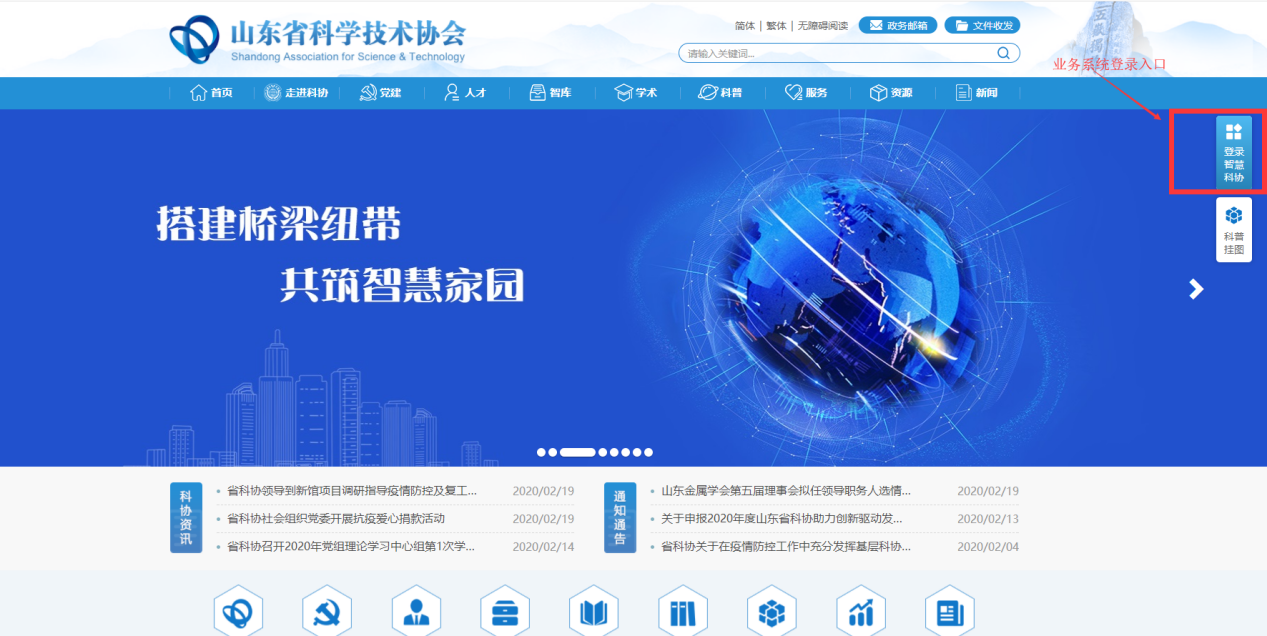 山东省科学技术协会
Shandong Association for Science & Technology
简体 | 繁体 | 无障碍阅读
政务邮箱
文件收发
请输入关键词...
业务系统登录入口
首页
走进科协
党建
人才
智库
学术
科普
服务
资源
新闻
登录
智慧
科协
科普
挂图
搭建桥梁纽带
共筑智慧家园
科协资讯
省科协领导到新馆项目调研指导疫情防控及复工... 2020/02/19
省科协社会组织党委开展抗疫爱心捐款活动 2020/02/19
省科协召开2020年党组理论学习中心组第1次学... 2020/02/14
通知通告
山东金属学会第五届理事会拟任领导职务人选情... 2020/02/19
关于申报2020年度山东省科协助力创新驱动发... 2020/02/13
省科协关于在疫情防控工作中充分发挥基层科协... 2020/02/04